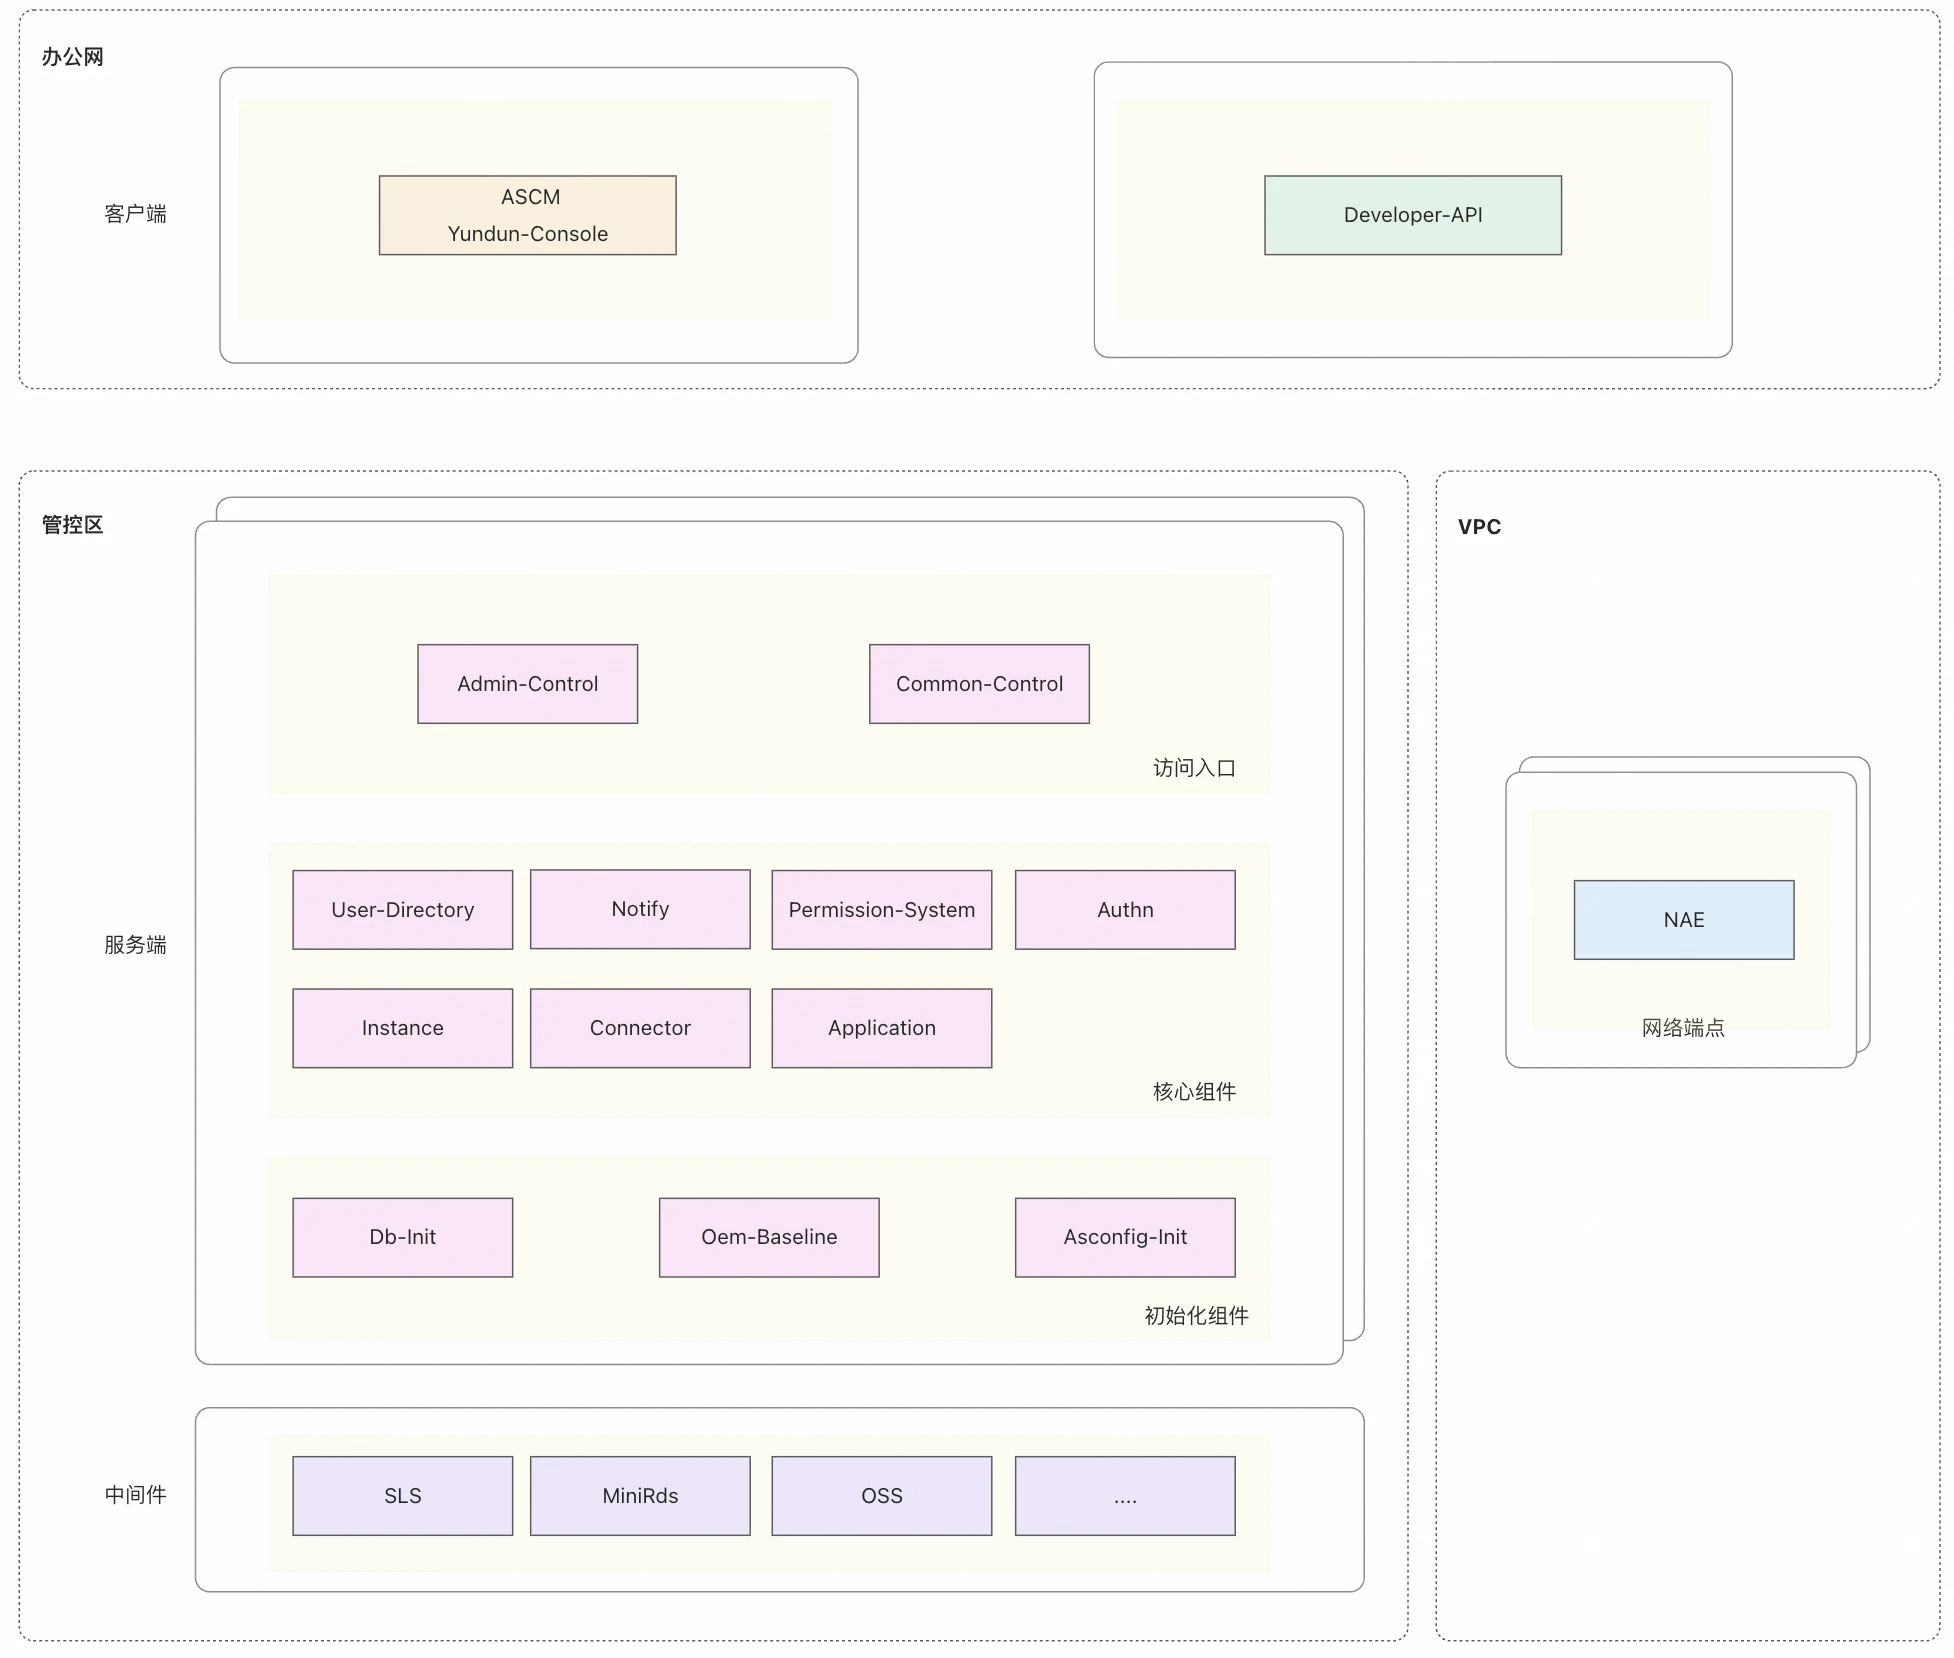 办公网
客户端
ASCM
Yundun-Console
Developer-API
管控区
Admin-Control
Common-Control
访问入口
服务端
User-Directory
Notify
Permission-System
Authn
Instance
Connector
Application
核心组件
Db-Init
Oem-Baseline
Asconfig-Init
初始化组件
中间件
SLS
MiniRds
OSS
....
VPC
NAE
网络端点